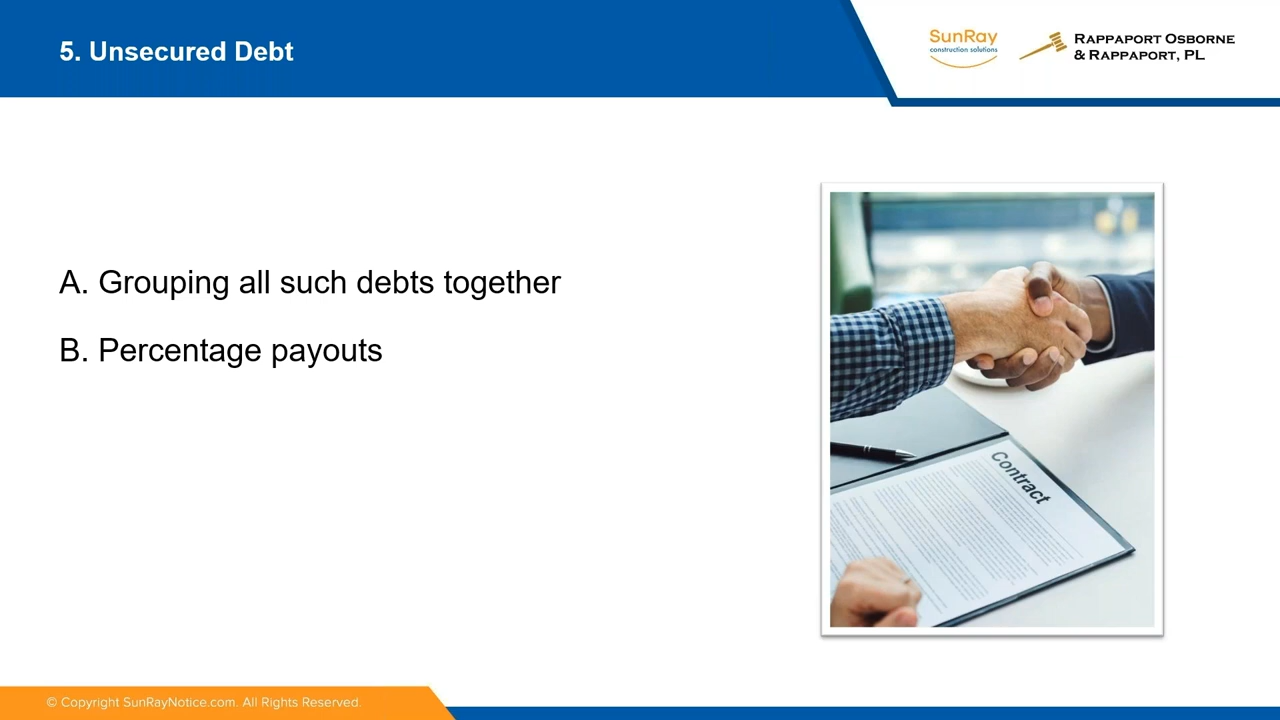 5. Unsecured Debt
SunRay
construction solutions
RAPPAPORT OSBORNE
& RAPPAPORT, PL
A. Grouping all such debts together
B. Percentage payouts
Contract
© Copyright SunRayNotice.com. All Rights Reserved.